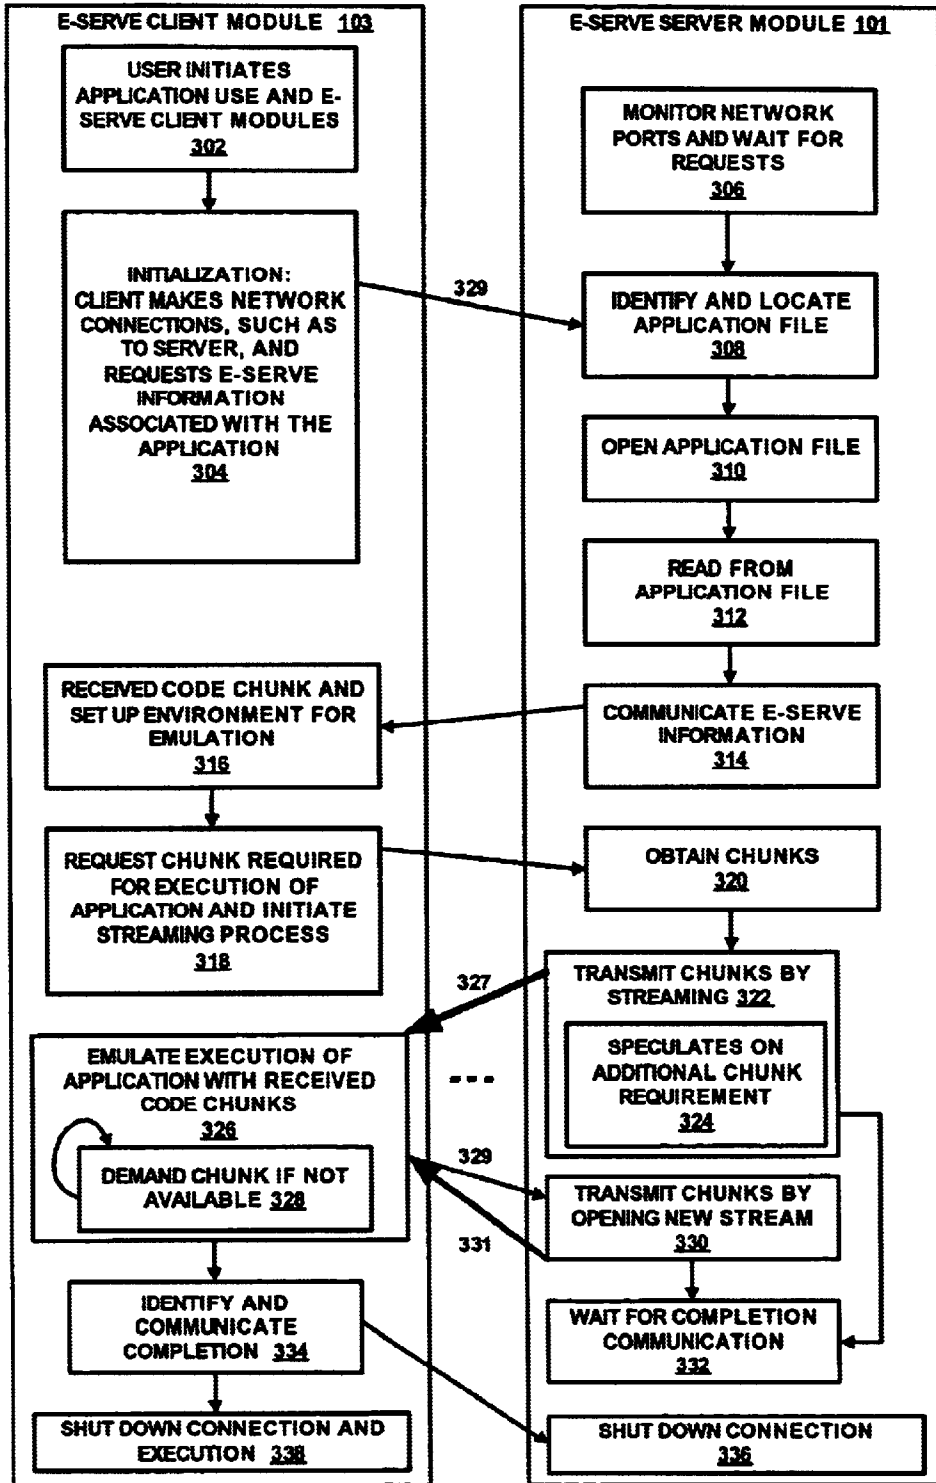 E-SERVE CLIENT MODULE 103
USER INITIATES
APPLICATION USE AND E-
SERVE CLIENT MODULES
302
INITIALIZATION:
CLIENT MAKES NETWORK
CONNECTIONS, SUCH AS
TO SERVER, AND
REQUESTS E-SERVE
INFORMATION
ASSOCIATED WITH THE
APPLICATION
304
RECEIVED CODE CHUNK AND
SET UP ENVIRONMENT FOR
EMULATION
316
REQUEST CHUNK REQUIRED
FOR EXECUTION OF
APPLICATION AND INITIATE
STREAMING PROCESS
318
EMULATE EXECUTION OF
APPLICATION WITH RECEIVED
CODE CHUNKS
326
DEMAND CHUNK IF NOT
AVAILABLE 328
IDENTIFY AND
COMMUNICATE
COMPLETION 334
SHUT DOWN CONNECTION AND
EXECUTION 338
329
327
---
329
331
E-SERVE SERVER MODULE 101
MONITOR NETWORK
PORTS AND WAIT FOR
REQUESTS
306
IDENTIFY AND LOCATE
APPLICATION FILE
308
OPEN APPLICATION FILE
310
READ FROM
APPLICATION FILE
312
COMMUNICATE E-SERVE
INFORMATION
314
OBTAIN CHUNKS
320
TRANSMIT CHUNKS BY
STREAMING 322
SPECULATES ON
ADDITIONAL CHUNK
REQUIREMENT
324
TRANSMIT CHUNKS BY
OPENING NEW STREAM
330
WAIT FOR COMPLETION
COMMUNICATION
332
SHUT DOWN CONNECTION
336